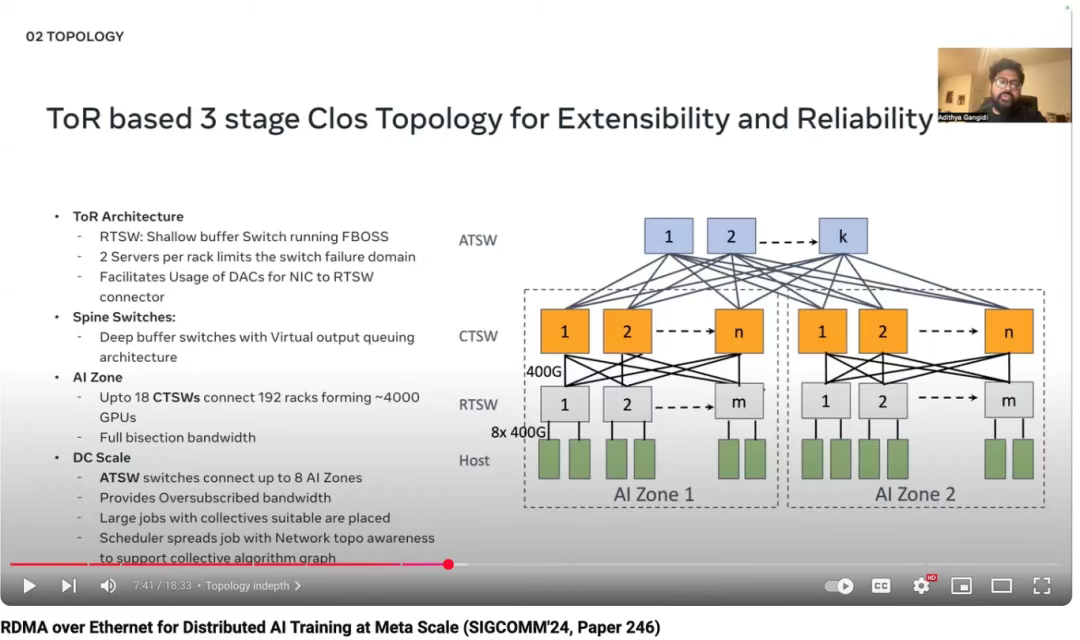 02 TOPOLOGY
ToR based 3 stage Clos Topology for Extensibility and Reliability
Adithya Gangidi
• ToR Architecture
- RTSW: Shallow buffer Switch running FBOSS
- 2 Servers per rack limits the switch failure domain
- Facilitates Usage of DACs for NIC to RTSW
connector
• Spine Switches:
- Deep buffer switches with Virtual output queuing
architecture
• AI Zone
- Upto 18 CTSWs connect 192 racks forming ~4000
GPUs
- Full bisection bandwidth
• DC Scale
- ATSW switches connect up to 8 AI Zones
- Provides Oversubscribed bandwidth
- Large jobs with collectives suitable are placed
- Scheduler spreads job with Network topo awareness
to support collective algorithm graph
ATSW
1 2 k
CTSW
1 2 n 1 2 n
400G
RTSW
1 2 m 1 2 m
8x 400G
Host
AI Zone 1 AI Zone 2
7:41 / 18:33 • Topology indepth >
CC HD
RDMA over Ethernet for Distributed AI Training at Meta Scale (SIGCOMM'24, Paper 246)